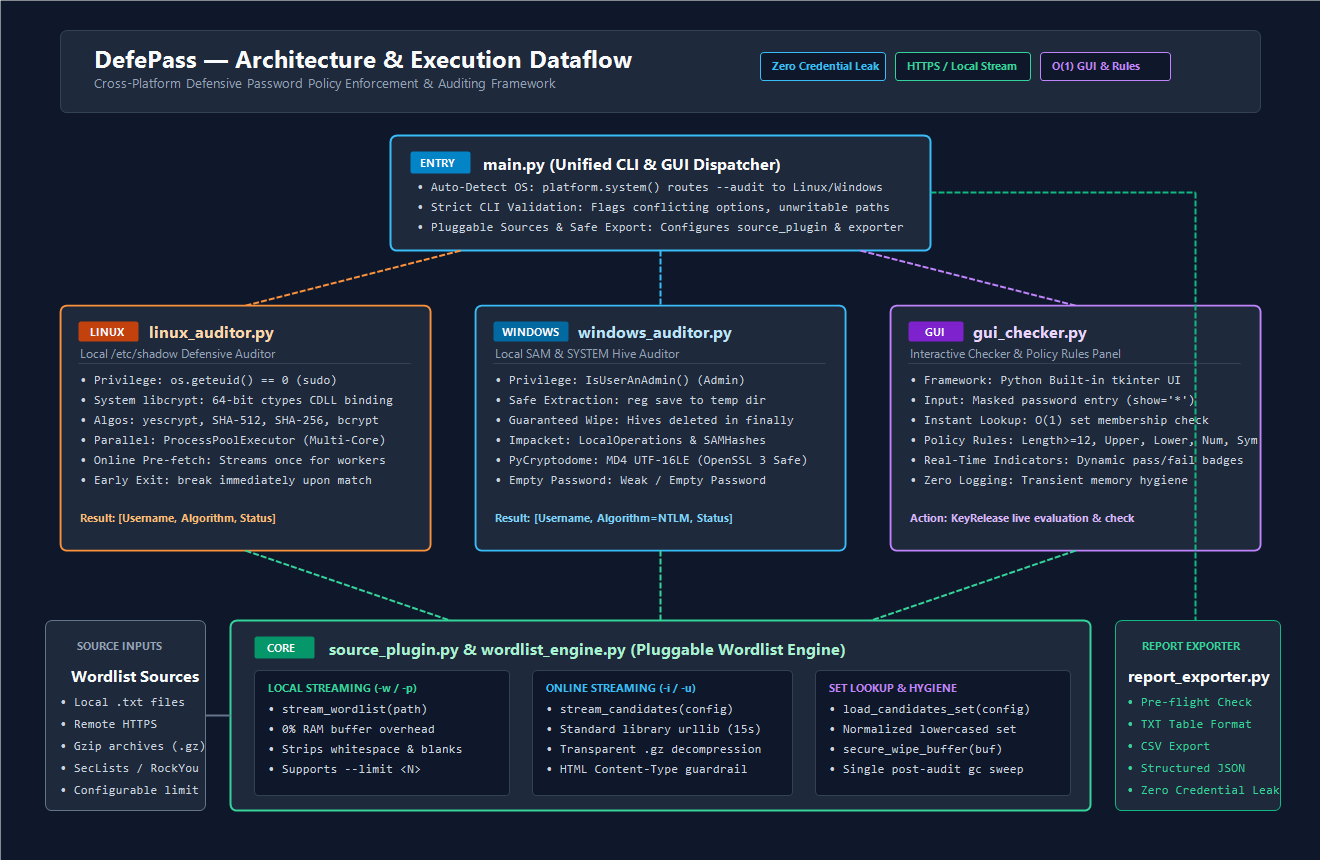 DefePass — Architecture & Execution Dataflow
Cross-Platform Defensive Password Policy Enforcement & Auditing Framework
Zero Credential Leak
HTTPS / Local Stream
O(1) GUI & Rules
ENTRY
main.py (Unified CLI & GUI Dispatcher)
• Auto-Detect OS: platform.system() routes --audit to Linux/Windows
• Strict CLI Validation: Flags conflicting options, unwritable paths
• Pluggable Sources & Safe Export: Configures source_plugin & exporter
LINUX
linux_auditor.py
Local /etc/shadow Defensive Auditor
• Privilege: os.geteuid() == 0 (sudo)
• System libcrypt: 64-bit ctypes CDLL binding
• Algos: yescrypt, SHA-512, SHA-256, bcrypt
• Parallel: ProcessPoolExecutor (Multi-Core)
• Online Pre-fetch: Streams once for workers
• Early Exit: break immediately upon match
Result: [Username, Algorithm, Status]
WINDOWS
windows_auditor.py
Local SAM & SYSTEM Hive Auditor
• Privilege: IsUserAnAdmin() (Admin)
• Safe Extraction: reg save to temp dir
• Guaranteed Wipe: Hives deleted in finally
• Impacket: LocalOperations & SAMHashes
• PyCryptodome: MD4 UTF-16LE (OpenSSL 3 Safe)
• Empty Password: Weak / Empty Password
Result: [Username, Algorithm=NTLM, Status]
GUI
gui_checker.py
Interactive Checker & Policy Rules Panel
• Framework: Python Built-in tkinter UI
• Input: Masked password entry (show='*')
• Instant Lookup: O(1) set membership check
• Policy Rules: Length>=12, Upper, Lower, Num, Sym
• Real-Time Indicators: Dynamic pass/fail badges
• Zero Logging: Transient memory hygiene
Action: KeyRelease live evaluation & check
SOURCE INPUTS
Wordlist Sources
• Local .txt files
• Remote HTTPS
• Gzip archives (.gz)
• SecLists / RockYou
• Configurable limit
CORE
source_plugin.py & wordlist_engine.py (Pluggable Wordlist Engine)
LOCAL STREAMING (-w / -p)
• stream_wordlist(path)
• 0% RAM buffer overhead
• Strips whitespace & blanks
• Supports --limit <N>
ONLINE STREAMING (-i / -u)
• stream_candidates(config)
• Standard library urllib (15s)
• Transparent .gz decompression
• HTML Content-Type guardrail
SET LOOKUP & HYGIENE
• load_candidates_set(config)
• Normalized lowercased set
• secure_wipe_buffer(buf)
• Single post-audit gc sweep
REPORT EXPORTER
report_exporter.py
• Pre-flight Check
• TXT Table Format
• CSV Export
• Structured JSON
• Zero Credential Leak